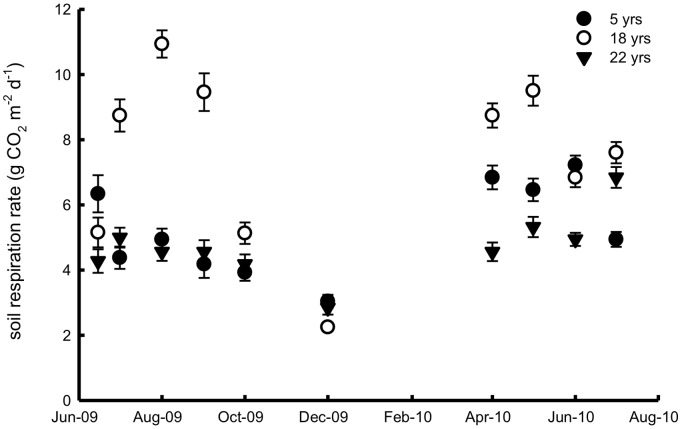 soil respiration rate (g CO₂ m⁻² d⁻¹)
12
10
8
6
4
2
0
5 yrs
18 yrs
22 yrs
Jun-09 Aug-09 Oct-09 Dec-09 Feb-10 Apr-10 Jun-10 Aug-10